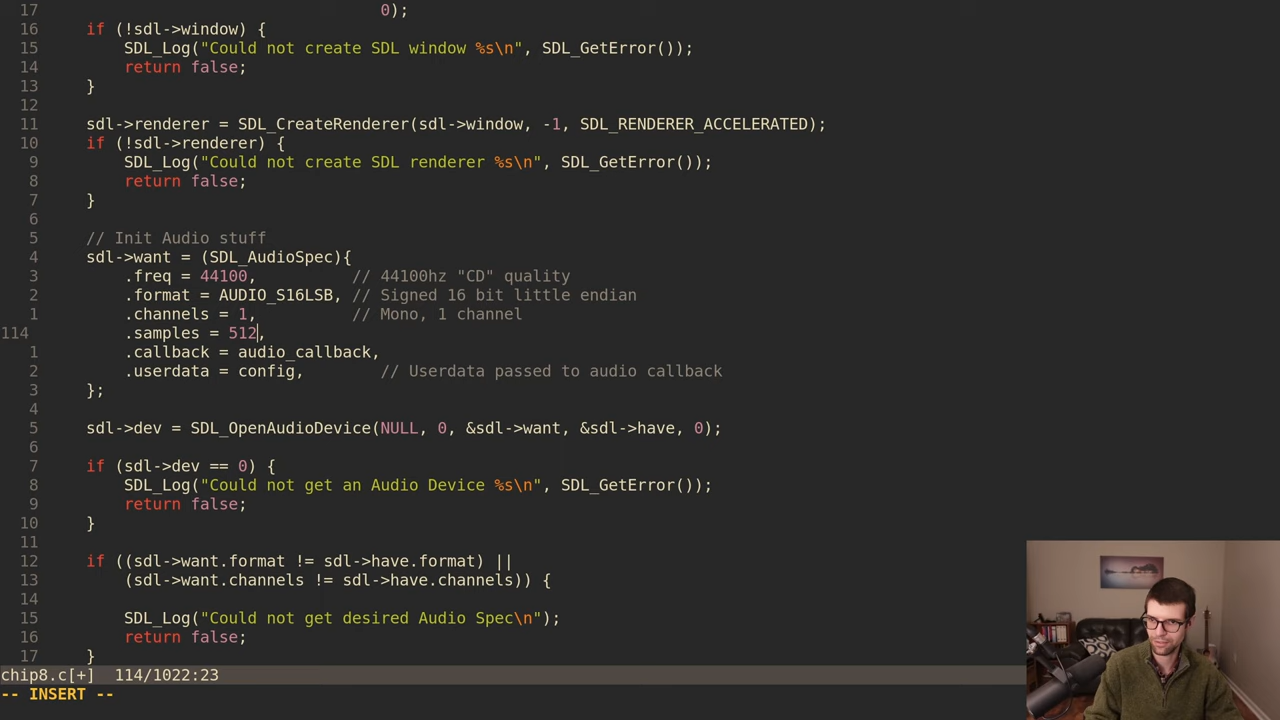 17                                    0);
16     if (!sdl->window) {
15         SDL_Log("Could not create SDL window %s\n", SDL_GetError());
14         return false;
13     }
12
11     sdl->renderer = SDL_CreateRenderer(sdl->window, -1, SDL_RENDERER_ACCELERATED);
10     if (!sdl->renderer) {
9         SDL_Log("Could not create SDL renderer %s\n", SDL_GetError());
8         return false;
7     }
6
5     // Init Audio stuff
4     sdl->want = (SDL_AudioSpec){
3         .freq = 44100,          // 44100hz "CD" quality
2         .format = AUDIO_S16LSB, // Signed 16 bit little endian
1         .channels = 1,          // Mono, 1 channel
114         .samples = 512,
1         .callback = audio_callback,
2         .userdata = config,        // Userdata passed to audio callback
3     };
4
5     sdl->dev = SDL_OpenAudioDevice(NULL, 0, &sdl->want, &sdl->have, 0);
6
7     if (sdl->dev == 0) {
8         SDL_Log("Could not get an Audio Device %s\n", SDL_GetError());
9         return false;
10     }
11
12     if ((sdl->want.format != sdl->have.format) ||
13         (sdl->want.channels != sdl->have.channels)) {
14
15         SDL_Log("Could not get desired Audio Spec\n");
16         return false;
17     }
chip8.c[+]  114/1022:23
-- INSERT --